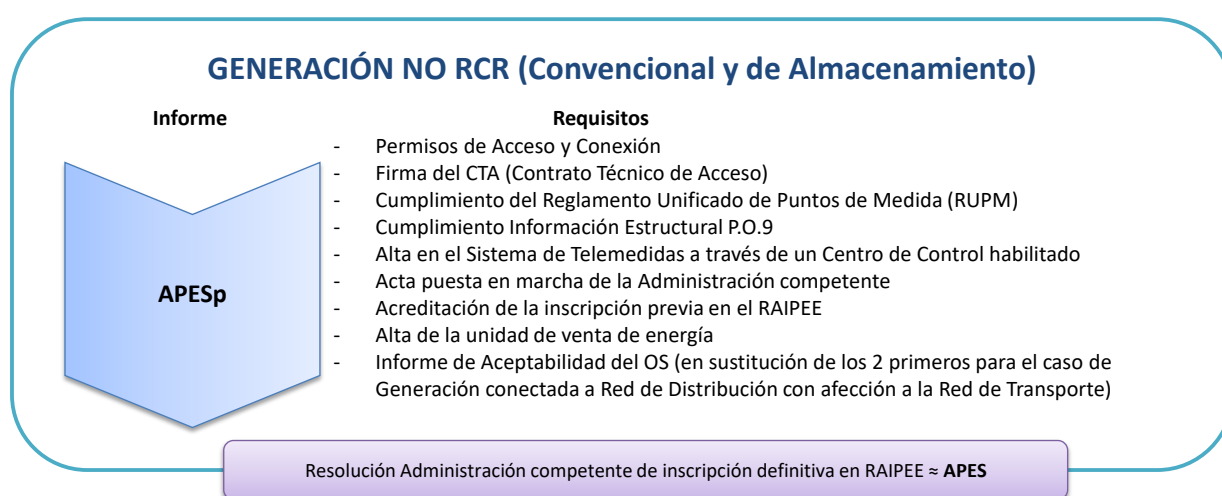 GENERACIÓN NO RCR (Convencional y de Almacenamiento)
Informe
Requisitos
- Permisos de Acceso y Conexión
- Firma del CTA (Contrato Técnico de Acceso)
- Cumplimiento del Reglamento Unificado de Puntos de Medida (RUPM)
- Cumplimiento Información Estructural P.O.9
- Alta en el Sistema de Telemedidas a través de un Centro de Control habilitado
- Acta puesta en marcha de la Administración competente
- Acreditación de la inscripción previa en el RAIPEE
- Alta de la unidad de venta de energía
- Informe de Aceptabilidad del OS (en sustitución de los 2 primeros para el caso de
Generación conectada a Red de Distribución con afección a la Red de Transporte)
APESp
Resolución Administración competente de inscripción definitiva en RAIPEE ≈ APES